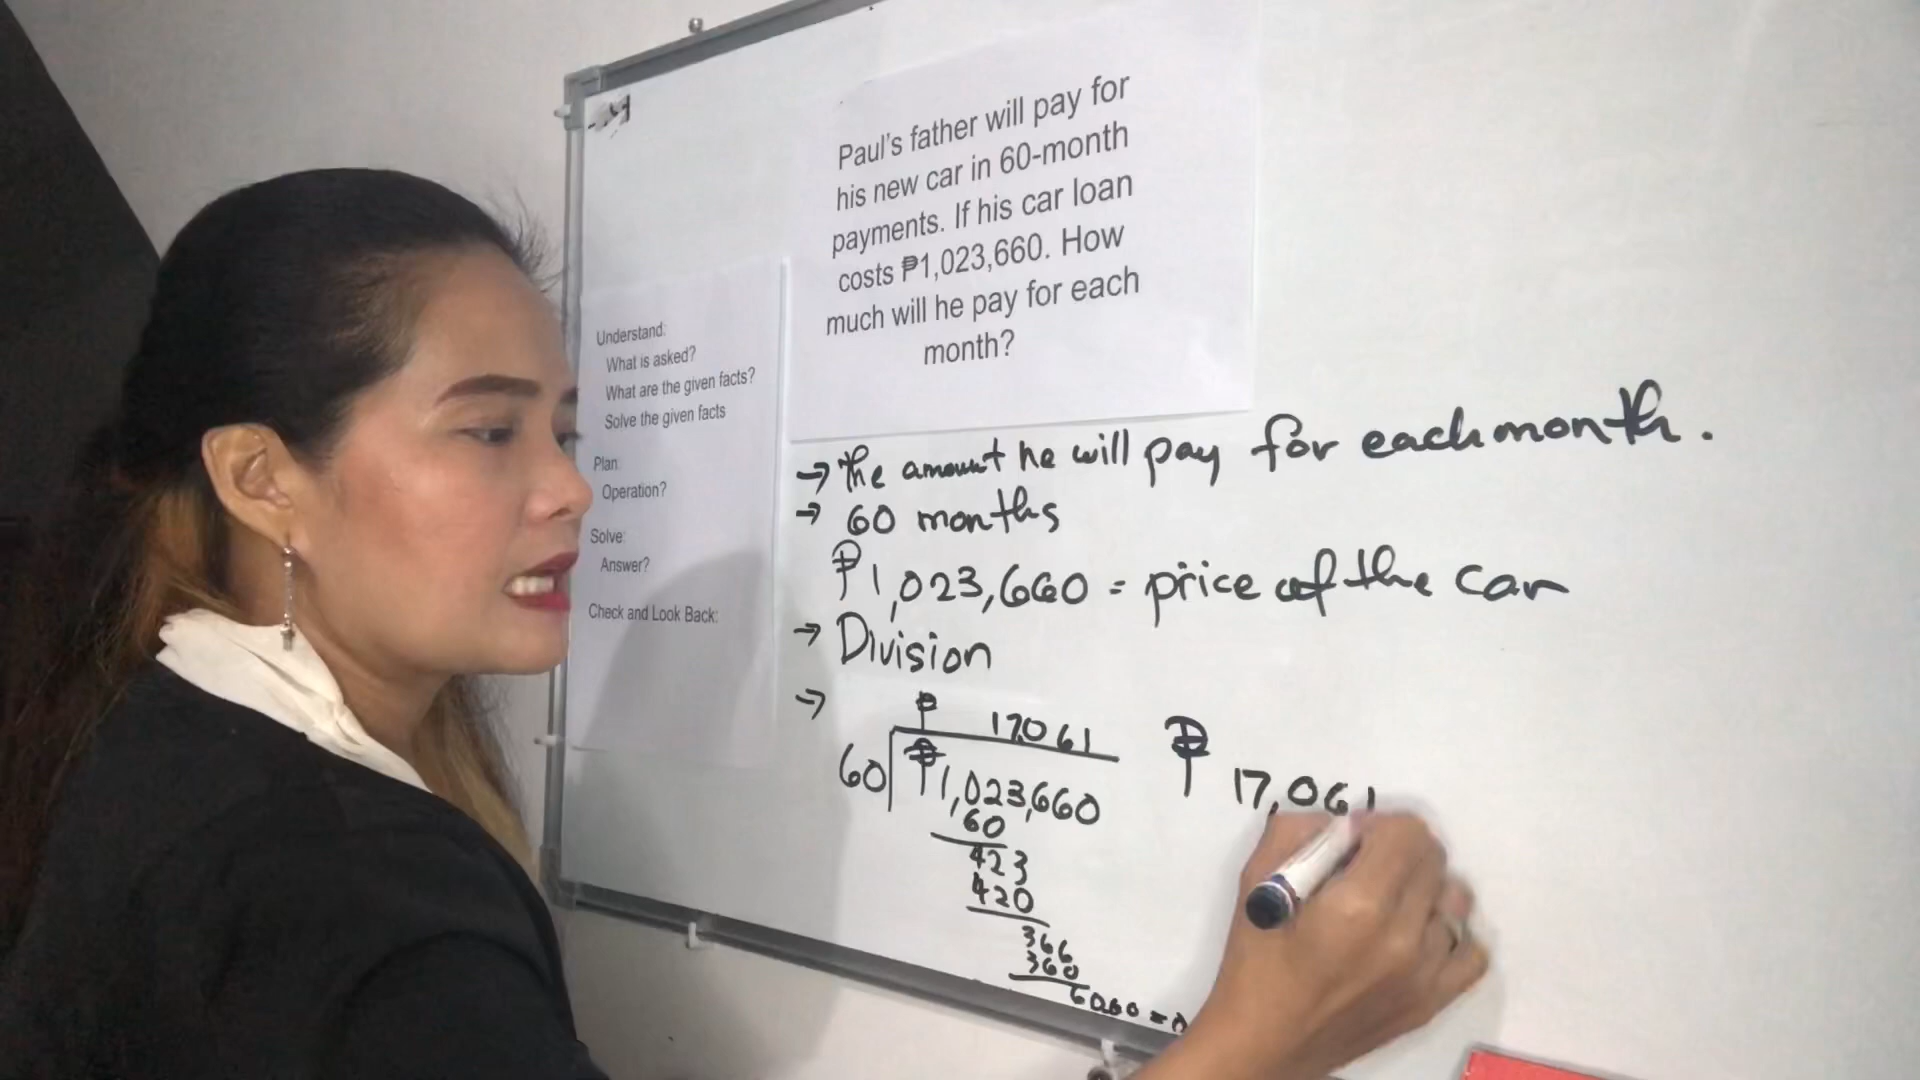 Paul's father will pay for
his new car in 60-month
payments. If his car loan
costs ₱1,023,660. How
much will he pay for each
month?
Understand:
What is asked?
What are the given facts?
Solve the given facts
Plan:
Operation?
Solve:
Answer?
Check and Look Back:
→ The amount he will pay for each month.
→ 60 months
₱1,023,660 = price of the car
→ Division
→
₱ 17,061
60 ₱1,023,660
60
423
420
366
360
60-60 = 0
₱ 17,061